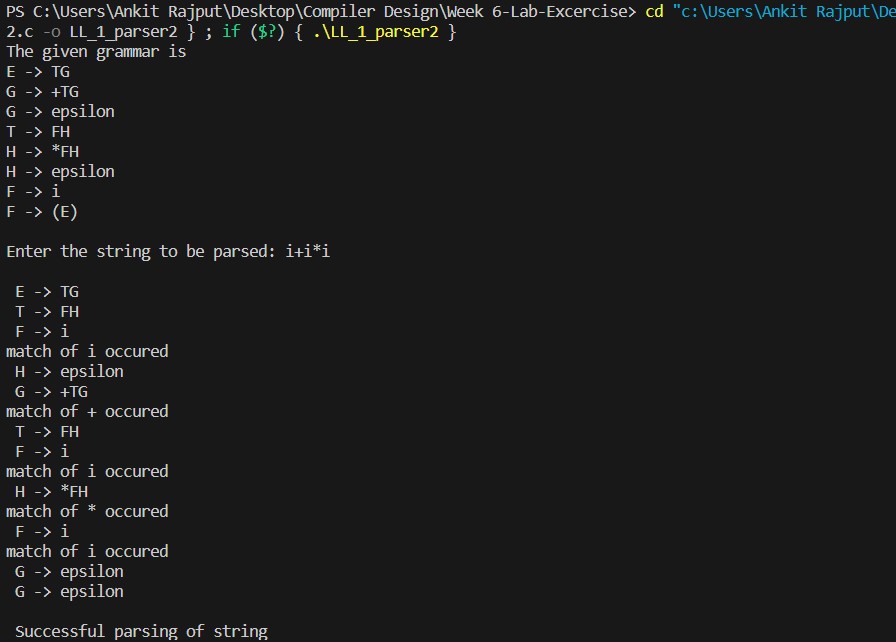 PS C:\Users\Ankit Rajput\Desktop\Compiler Design\Week 6-Lab-Excercise> cd "c:\Users\Ankit Rajput\De
2.c -o LL_1_parser2 } ; if ($?) { .\LL_1_parser2 }
The given grammar is
E -> TG
G -> +TG
G -> epsilon
T -> FH
H -> *FH
H -> epsilon
F -> i
F -> (E)
Enter the string to be parsed: i+i*i
E -> TG
T -> FH
F -> i
match of i occured
H -> epsilon
G -> +TG
match of + occured
T -> FH
F -> i
match of i occured
H -> *FH
match of * occured
F -> i
match of i occured
G -> epsilon
G -> epsilon
Successful parsing of string